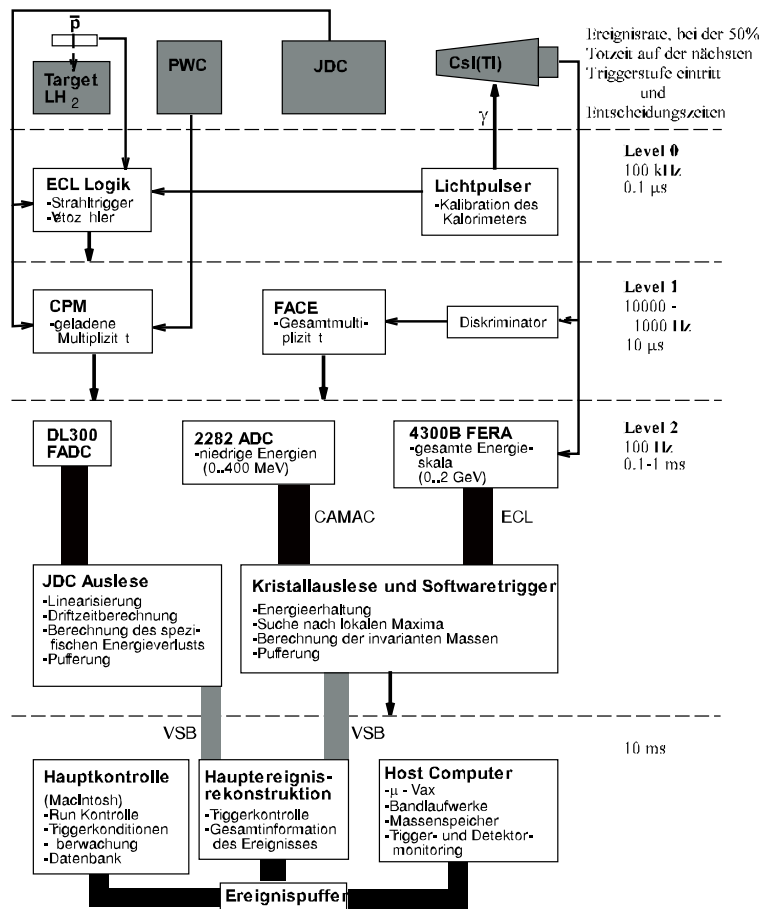 p̅
Target
LH 2
PWC
JDC
CsI(Tl)
Ereignisrate, bei der 50%
Totzeit auf der nächsten
Triggerstufe eintritt
und
Entscheidungszeiten
γ
Level 0
100 kHz
0.1 μs
ECL Logik
-Strahltrigger
-Vetoz hler
Lichtpulser
-Kalibration des
Kalorimeters
Level 1
10000 -
1000 Hz
10 μs
CPM
-geladene
Multiplizit t
FACE
-Gesamtmulti-
plizit t
Diskriminator
Level 2
100 Hz
0.1-1 ms
DL300
FADC
2282 ADC
-niedrige Energien
(0..400 MeV)
4300B FERA
-gesamte Energie-
skala
(0..2 GeV)
CAMAC
ECL
JDC Auslese
-Linearisierung
-Driftzeitberechnung
-Berechnung des spezi-
fischen Energieverlusts
-Pufferung
Kristallauslese und Softwaretrigger
-Energieerhaltung
-Suche nach lokalen Maxima
-Berechnung der invarianten Massen
-Pufferung
VSB
VSB
10 ms
Hauptkontrolle
(MacIntosh)
-Run Kontrolle
-Triggerkonditionen
- berwachung
-Datenbank
Hauptereignis-
rekonstruktion
-Triggerkontrolle
-Gesamtinformation
des Ereignisses
Host Computer
-μ - Vax
-Bandlaufwerke
-Massenspeicher
-Trigger- und Detektor-
monitoring
Ereignispuffer